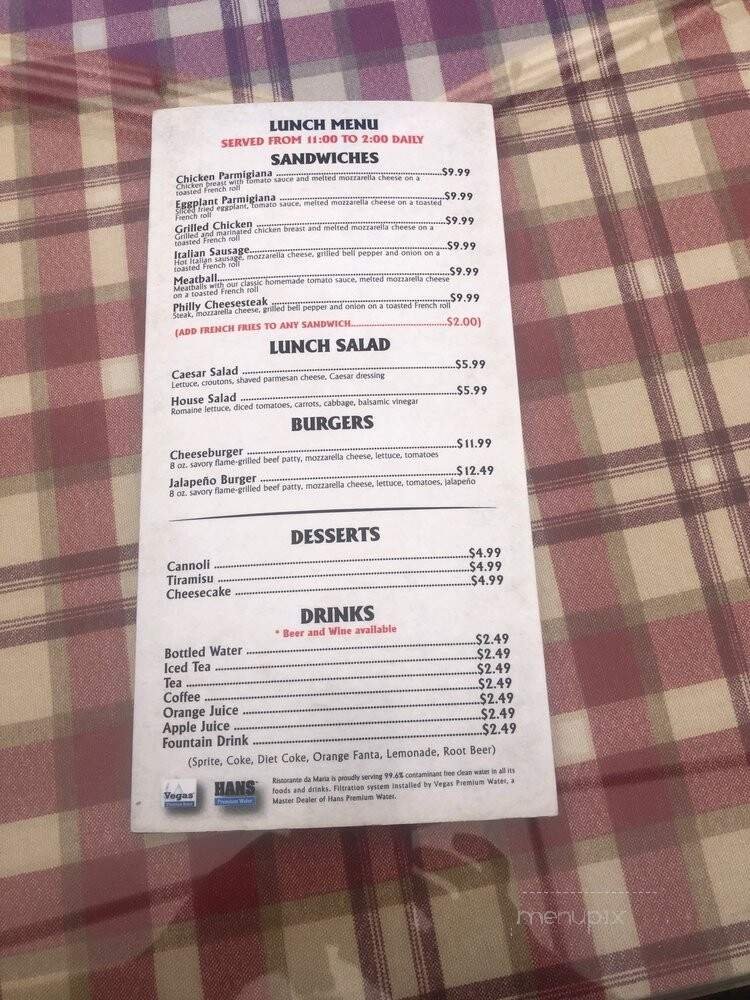 LUNCH MENU
SERVED FROM 11:00 TO 2:00 DAILY
SANDWICHES
Chicken Parmigiana ........ $9.99
Chicken breast with tomato sauce and melted mozzarella cheese on a
toasted French roll
Eggplant Parmigiana ........ $9.99
Sliced fried eggplant, tomato sauce, melted mozzarella cheese on a toasted
French roll
Grilled Chicken ........ $9.99
Grilled and marinated chicken breast and melted mozzarella cheese on a
toasted French roll
Italian Sausage........ $9.99
Hot Italian sausage, mozzarella cheese, grilled bell pepper and onion on a
toasted French roll
Meatball........ $9.99
Meatballs with our classic homemade tomato sauce, melted mozzarella cheese
on a toasted French roll
Philly Cheesesteak ........ $9.99
Steak, mozzarella cheese, grilled bell pepper and onion on a toasted French roll
(ADD FRENCH FRIES TO ANY SANDWICH........ $2.00)
LUNCH SALAD
Caesar Salad ........ $5.99
Lettuce, croutons, shaved parmesan cheese, Caesar dressing
House Salad ........ $5.99
Romaine lettuce, diced tomatoes, carrots, cabbage, balsamic vinegar
BURGERS
Cheeseburger ........ $11.99
8 oz. savory flame-grilled beef patty, mozzarella cheese, lettuce, tomatoes
Jalapeño Burger ........ $12.49
8 oz. savory flame-grilled beef patty, mozzarella cheese, lettuce, tomatoes, jalapeño
DESSERTS
Cannoli ........ $4.99
Tiramisu ........ $4.99
Cheesecake ........ $4.99
DRINKS
* Beer and Wine available
Bottled Water ........ $2.49
Iced Tea ........ $2.49
Tea ........ $2.49
Coffee ........ $2.49
Orange Juice ........ $2.49
Apple Juice ........ $2.49
Fountain Drink ........ $2.49
(Sprite, Coke, Diet Coke, Orange Fanta, Lemonade, Root Beer)
Vegas
Premium Water
HANS
Premium Water
Ristorante da Maria is proudly serving 99.6% contaminant free clean water in all its
foods and drinks. Filtration system installed by Vegas Premium Water, a
Master Dealer of Hans Premium Water.
menupix